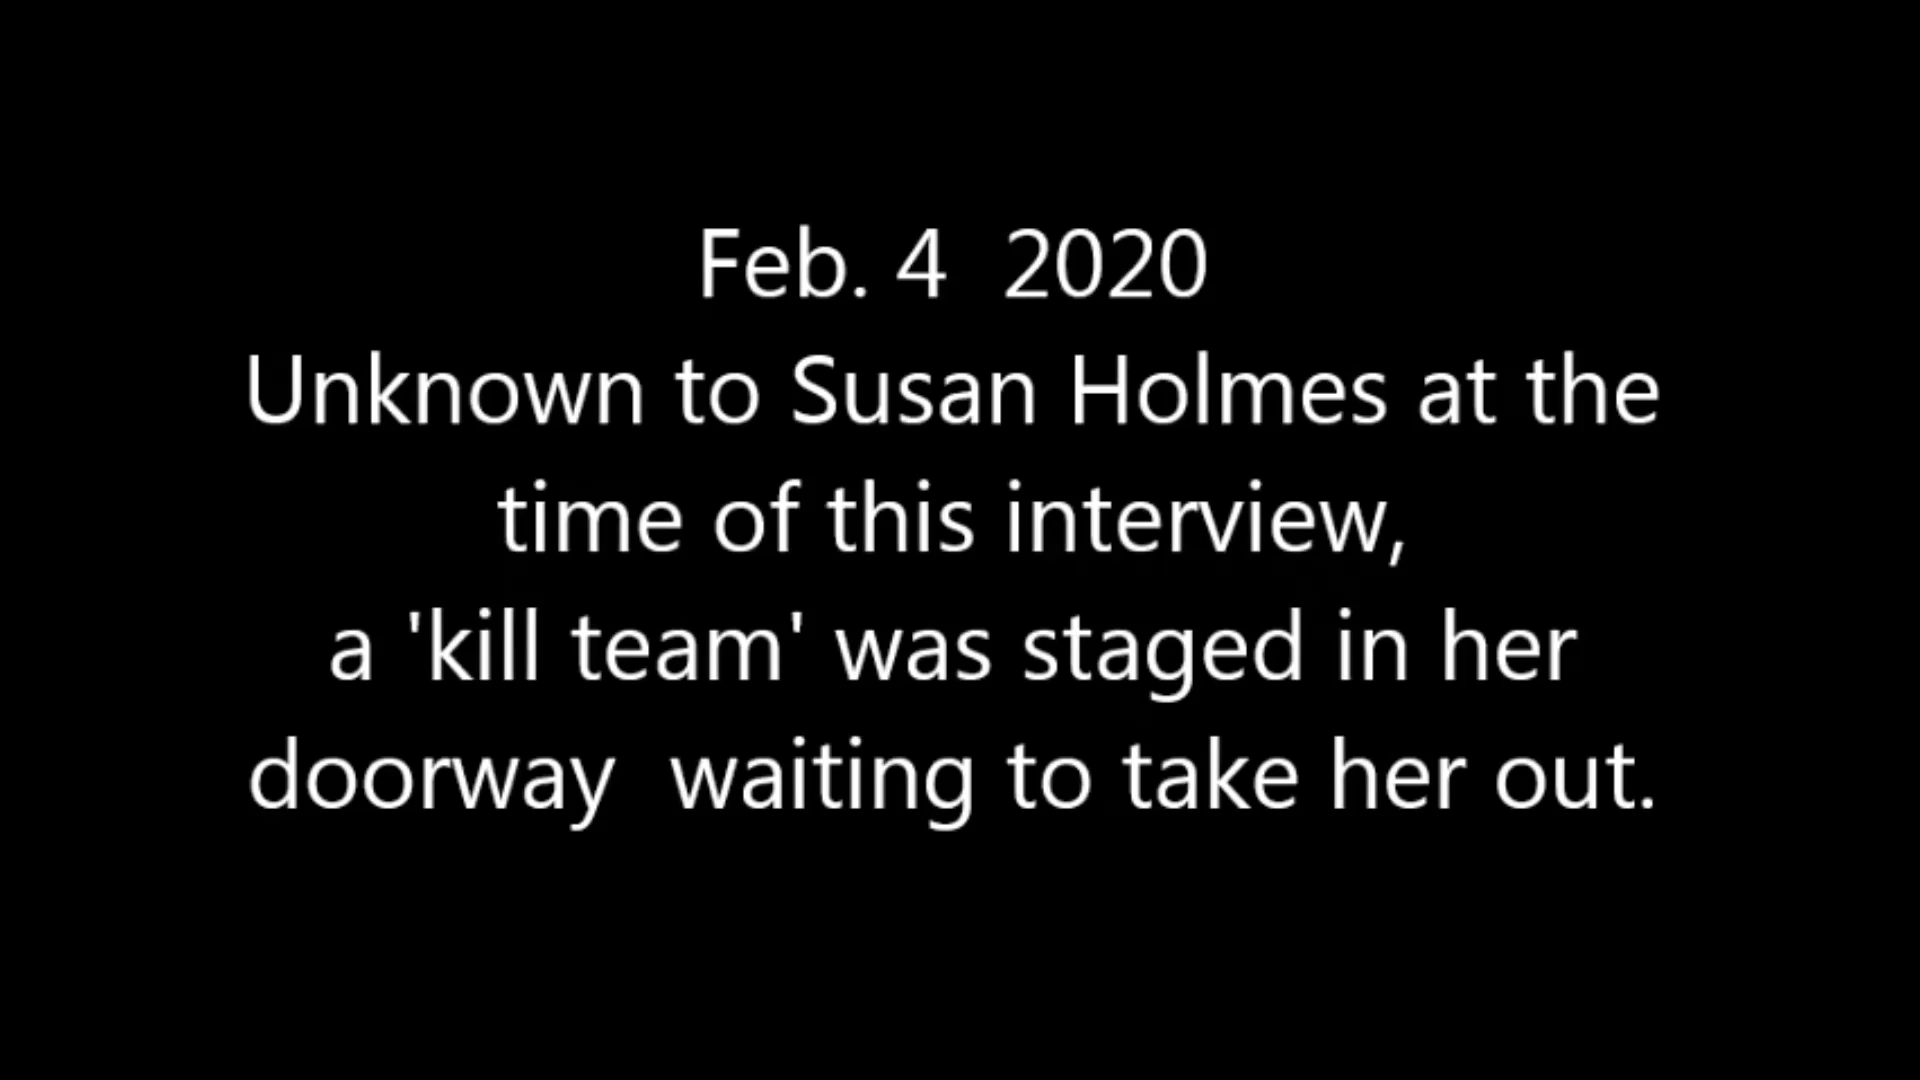 Feb. 4  2020
Unknown to Susan Holmes at the
time of this interview,
a 'kill team' was staged in her
doorway  waiting to take her out.